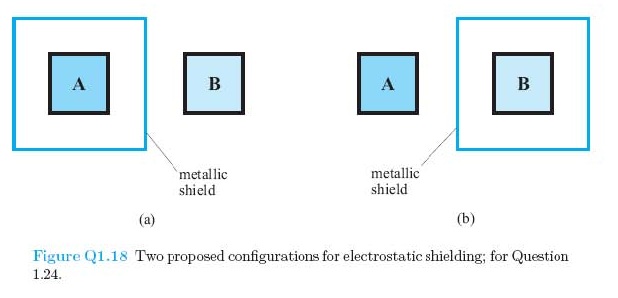 A
B
A
B
metallic
shield
metallic
shield
(a)
(b)
Figure Q1.18 Two proposed configurations for electrostatic shielding; for Question
1.24.